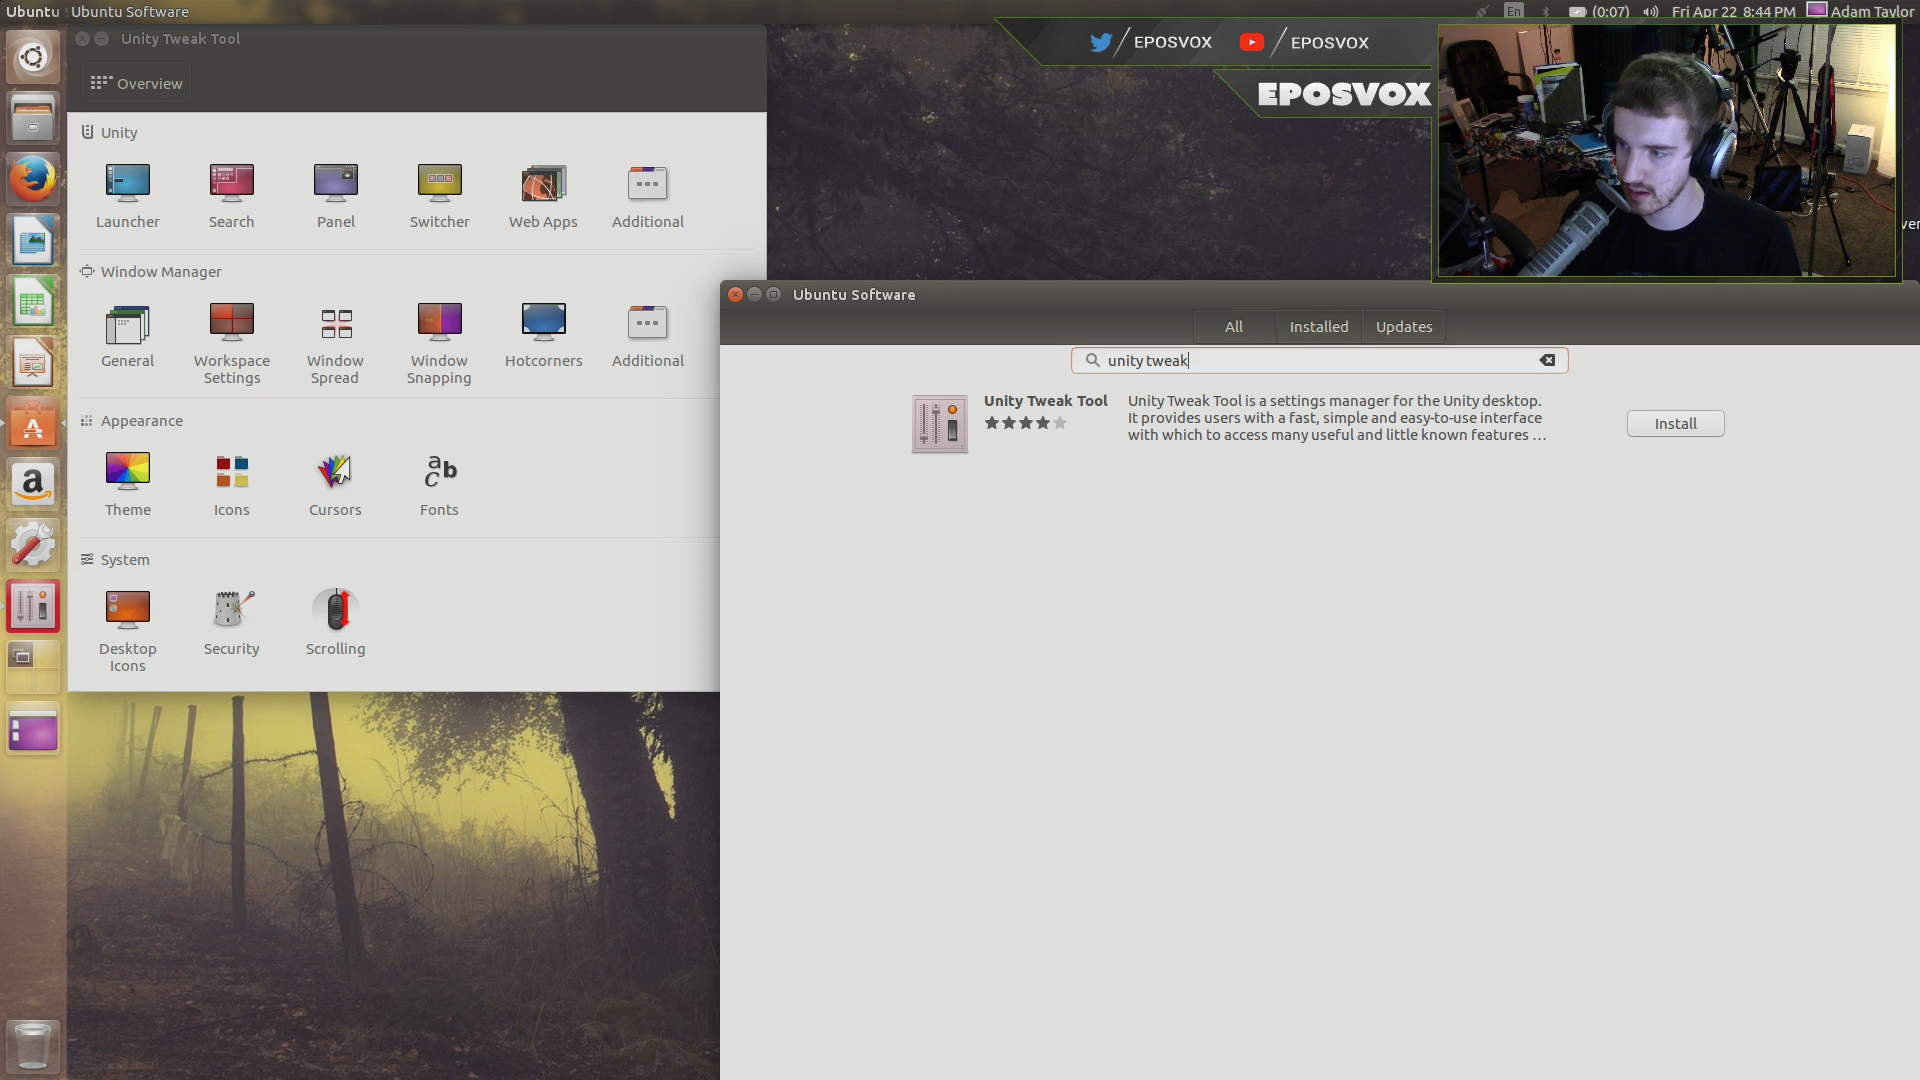 Ubuntu Ubuntu Software
En (0:07) Fri Apr 22 8:44 PM Adam Taylor
Unity Tweak Tool
Overview
Unity
Launcher Search Panel Switcher Web Apps Additional
Window Manager
General Workspace Settings Window Spread Window Snapping Hotcorners Additional
Appearance
Theme Icons Cursors Fonts
System
Desktop Icons Security Scrolling
EPOSVOX EPOSVOX
EPOSVOX
Ubuntu Software
All Installed Updates
unity tweak
Unity Tweak Tool
Unity Tweak Tool is a settings manager for the Unity desktop.
It provides users with a fast, simple and easy-to-use interface
with which to access many useful and little known features ...
Install